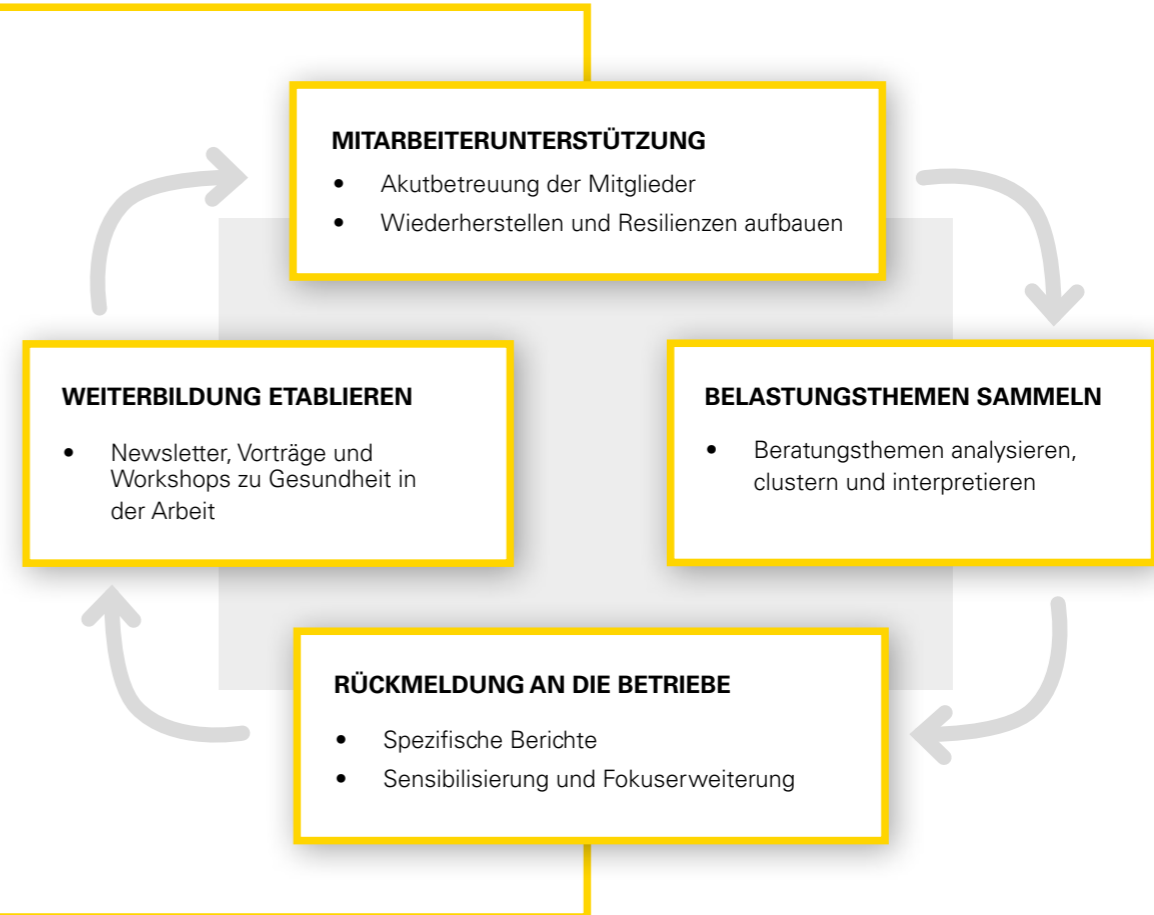 MITARBEITERUNTERSTÜTZUNG
• Akutbetreuung der Mitglieder
• Wiederherstellen und Resilienzen aufbauen
BELASTUNGSTHEMEN SAMMELN
• Beratungsthemen analysieren,
clustern und interpretieren
RÜCKMELDUNG AN DIE BETRIEBE
• Spezifische Berichte
• Sensibilisierung und Fokuserweiterung
WEITERBILDUNG ETABLIEREN
• Newsletter, Vorträge und
Workshops zu Gesundheit in
der Arbeit